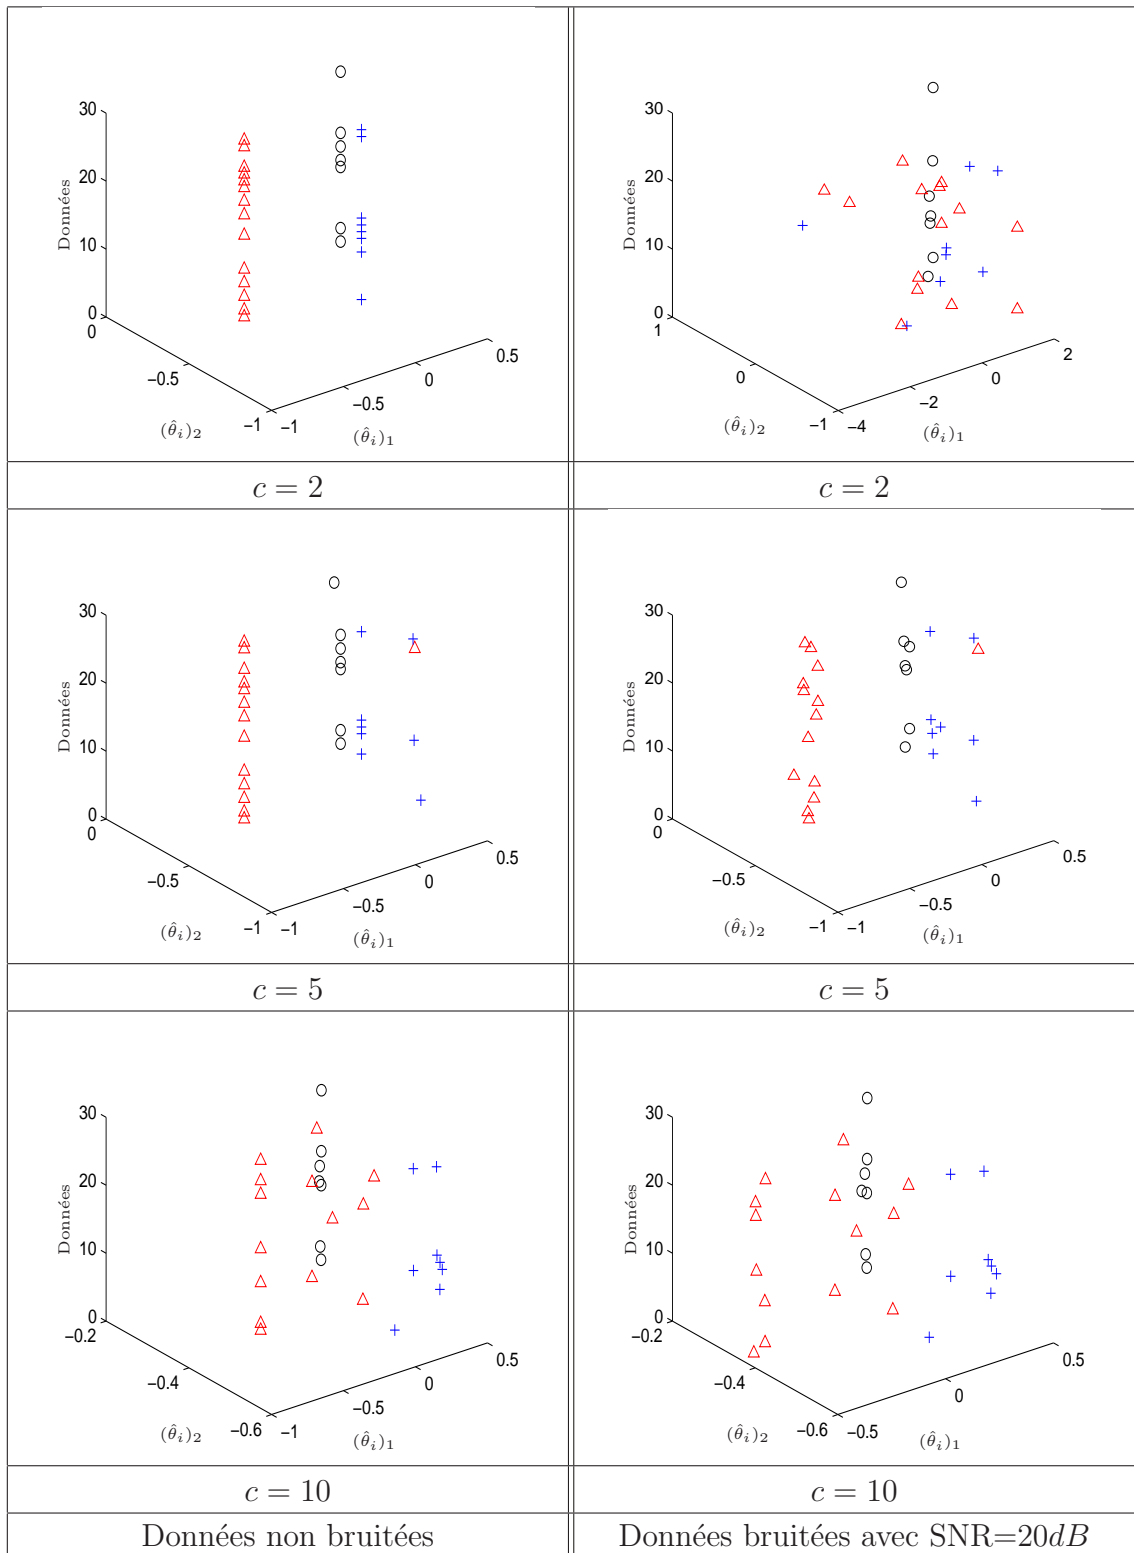 30
20
10
0
Données
0
−0.5
−1
−1
−0.5
0
0.5
(θ̂ᵢ)₂
(θ̂ᵢ)₁
30
20
10
0
Données
1
0
−1
−4
−2
0
2
(θ̂ᵢ)₂
(θ̂ᵢ)₁
c = 2
c = 2
30
20
10
0
Données
0
−0.5
−1
−1
−0.5
0
0.5
(θ̂ᵢ)₂
(θ̂ᵢ)₁
30
20
10
0
Données
0
−0.5
−1
−1
−0.5
0
0.5
(θ̂ᵢ)₂
(θ̂ᵢ)₁
c = 5
c = 5
30
20
10
0
Données
−0.2
−0.4
−0.6
−1
−0.5
0
0.5
(θ̂ᵢ)₂
(θ̂ᵢ)₁
30
20
10
0
Données
−0.2
−0.4
−0.6
−0.5
0
0.5
(θ̂ᵢ)₂
(θ̂ᵢ)₁
c = 10
c = 10
Données non bruitées
Données bruitées avec SNR=20dB